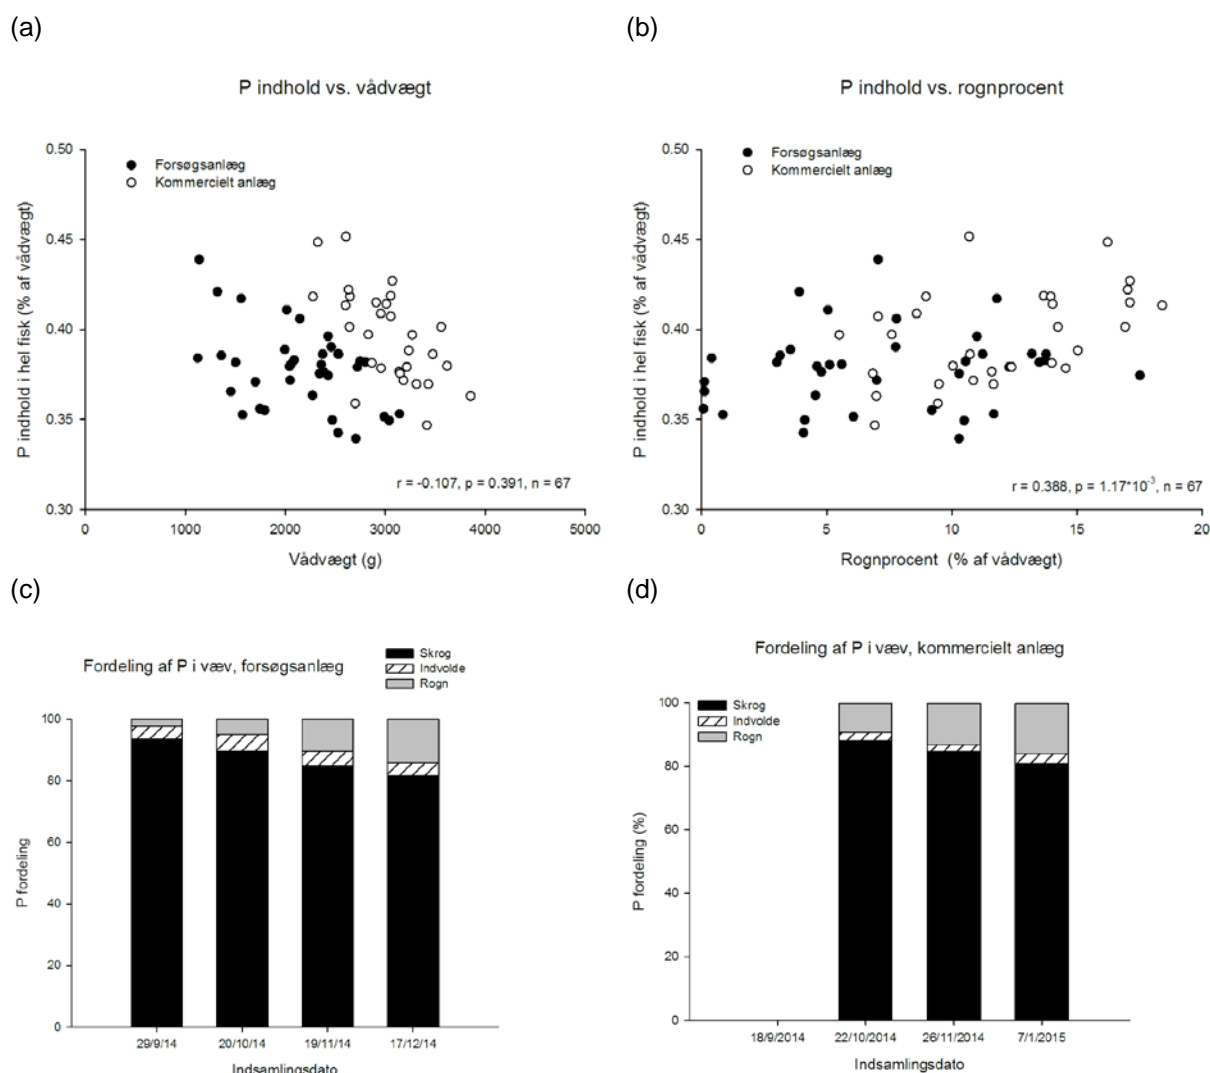 (a)
P indhold vs. vådvægt
P indhold i hel fisk (% af vådvægt)
0.50
0.45
0.40
0.35
0.30
Forsøgsanlæg
Kommercielt anlæg
r = -0.107, p = 0.391, n = 67
0 1000 2000 3000 4000 5000
Vådvægt (g)
(b)
P indhold vs. rognprocent
P indhold i hel fisk (% af vådvægt)
0.50
0.45
0.40
0.35
0.30
Forsøgsanlæg
Kommercielt anlæg
r = 0.388, p = 1.17*10⁻³, n = 67
0 5 10 15 20
Rognprocent (% af vådvægt)
(c)
Fordeling af P i væv, forsøgsanlæg
Skrog
Indvolde
Rogn
P fordeling
100
80
60
40
20
0
29/9/14 20/10/14 19/11/14 17/12/14
Indsamlingsdato
(d)
Fordeling af P i væv, kommercielt anlæg
Skrog
Indvolde
Rogn
P fordeling (%)
100
80
60
40
20
0
18/9/2014 22/10/2014 26/11/2014 7/1/2015
Indsamlingsdato